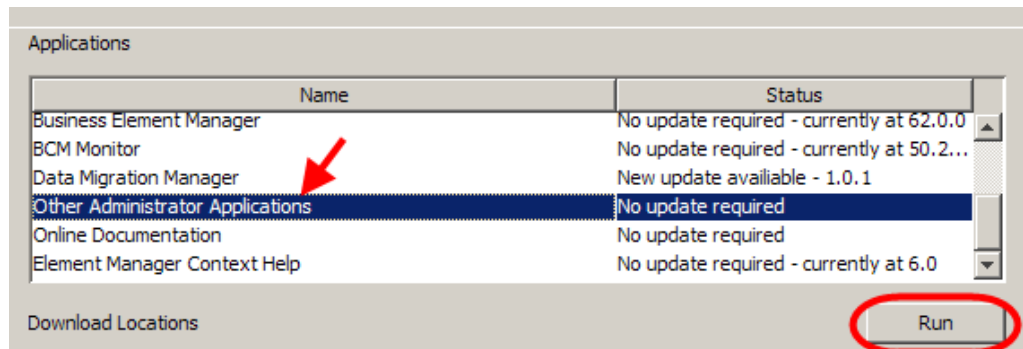 Applications
Name Status
Business Element Manager No update required - currently at 62.0.0
BCM Monitor No update required - currently at 50.2...
Data Migration Manager New update availiable - 1.0.1
Other Administrator Applications No update required
Online Documentation No update required
Element Manager Context Help No update required - currently at 6.0
Download Locations Run